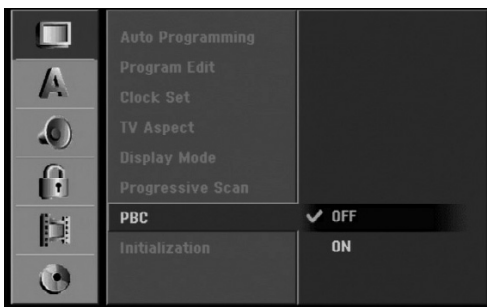 Auto Programming
Program Edit
A
Clock Set
TV Aspect
Display Mode
Progressive Scan
PBC
OFF
ON
Initialization